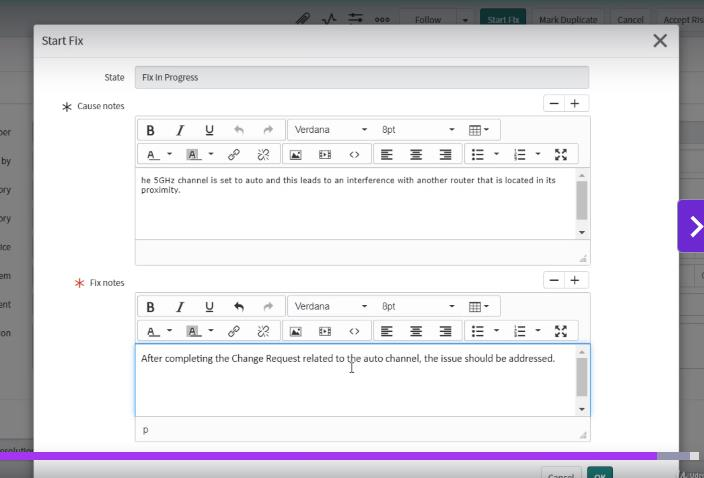 Follow Start Fix Mark Duplicate Cancel Accept Ris
Start Fix
State Fix In Progress
Cause notes
B I U Verdana 8pt
A A
he 5GHz channel is set to auto and this leads to an interference with another router that is located in its
proximity.
Fix notes
B I U Verdana 8pt
A A
After completing the Change Request related to the auto channel, the issue should be addressed.
p
Cancel OK
ber
by
ory
ory
ice
em
ent
on
esolution